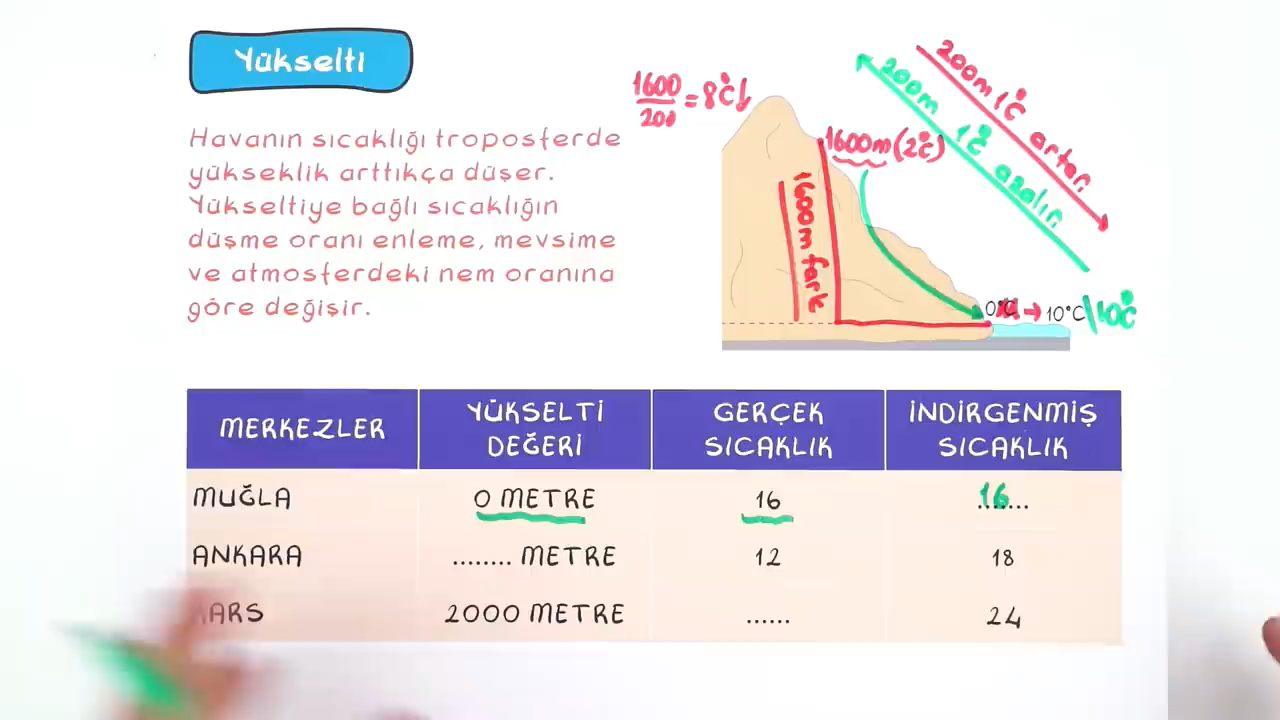 Yükselti
Havanın sıcaklığı troposferde
yükseklik arttıkça düşer.
Yükseltiye bağlı sıcaklığın
düşme oranı enleme, mevsime
ve atmosferdeki nem oranına
göre değişir.
1600/200 = 8°C↓
1600m (2°C)
1600m fark
200m 1°C artar
200m 1°C azalır
→ 10°C
10°C
MERKEZLER YÜKSELTİ DEĞERİ GERÇEK SICAKLIK İNDİRGENMİŞ SICAKLIK
MUĞLA 0 METRE 16 16......
ANKARA ........ METRE 12 18
KARS 2000 METRE ...... 24